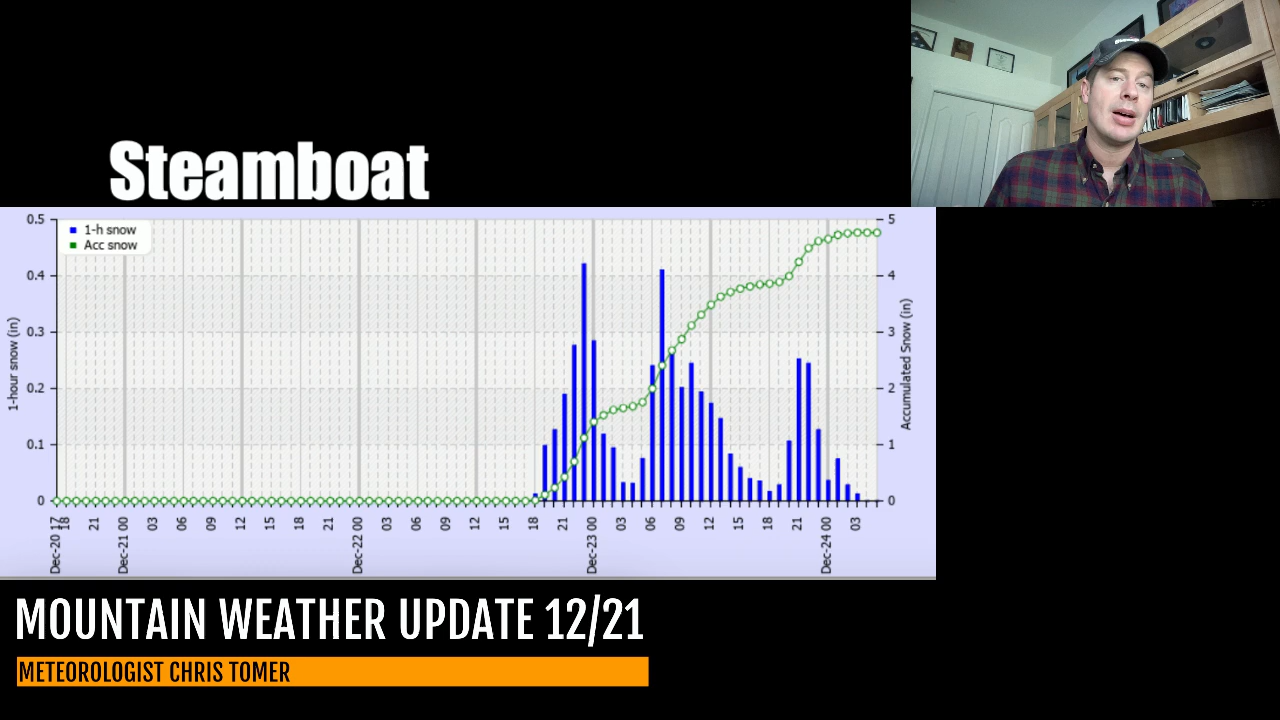 Steamboat
0.5
0.4
0.3
0.2
0.1
0
1-hour snow (in)
1-h snow
Acc snow
5
4
3
2
1
0
Accumulated Snow (in)
17 18 21 00 03 06 09 12 15 18 21 00 03 06 09 12 15 18 21 00 03 06 09 12 15 18 21 00 03
Dec-20 Dec-21 Dec-22 Dec-23 Dec-24
MOUNTAIN WEATHER UPDATE 12/21
METEOROLOGIST CHRIS TOMER